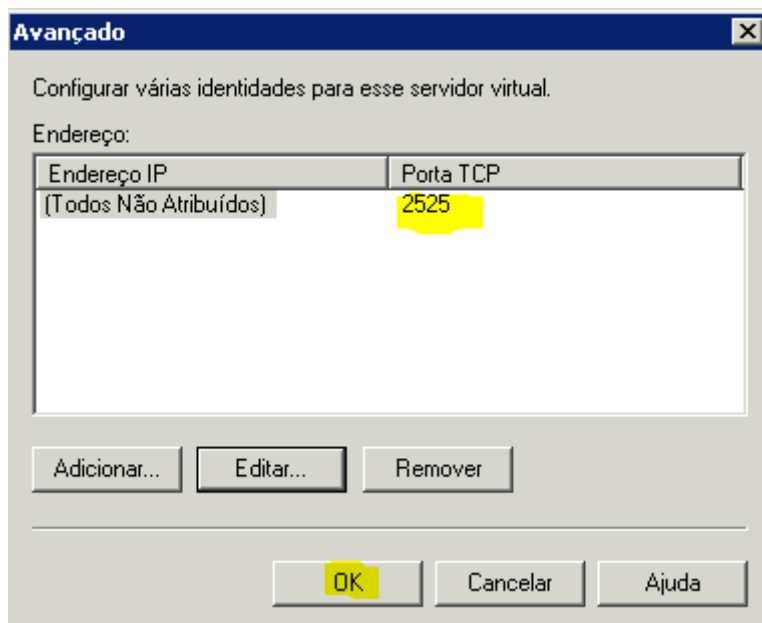 Avançado
Configurar várias identidades para esse servidor virtual.
Endereço:
Endereço IP Porta TCP
(Todos Não Atribuídos) 2525
Adicionar... Editar... Remover
OK Cancelar Ajuda